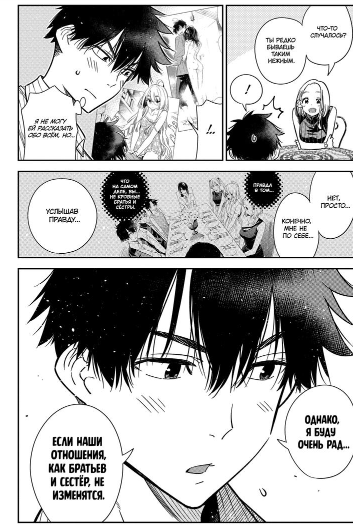 ЧТО-ТО
СЛУЧИЛОСЬ?
ТЫ РЕДКО
БЫВАЕШЬ
ТАКИМ
НЕЖНЫМ.
!
!...
Я НЕ МОГУ
ЕЙ РАССКАЗАТЬ
ОБО ВСЁМ, НО...
НЕТ,
ПРОСТО...
КОНЕЧНО,
МНЕ НЕ
ПО СЕБЕ...
ПРАВДА
В ТОМ...
ЧТО
НА САМОМ
ДЕЛЕ, ВЫ...
НЕ КРОВНЫЕ
БРАТЬЯ И
СЁСТРЫ.
УСЛЫШАВ
ПРАВДУ...
ОДНАКО,
Я БУДУ
ОЧЕНЬ РАД...
ЕСЛИ НАШИ
ОТНОШЕНИЯ,
КАК БРАТЬЕВ
И СЕСТЁР, НЕ
ИЗМЕНЯТСЯ.